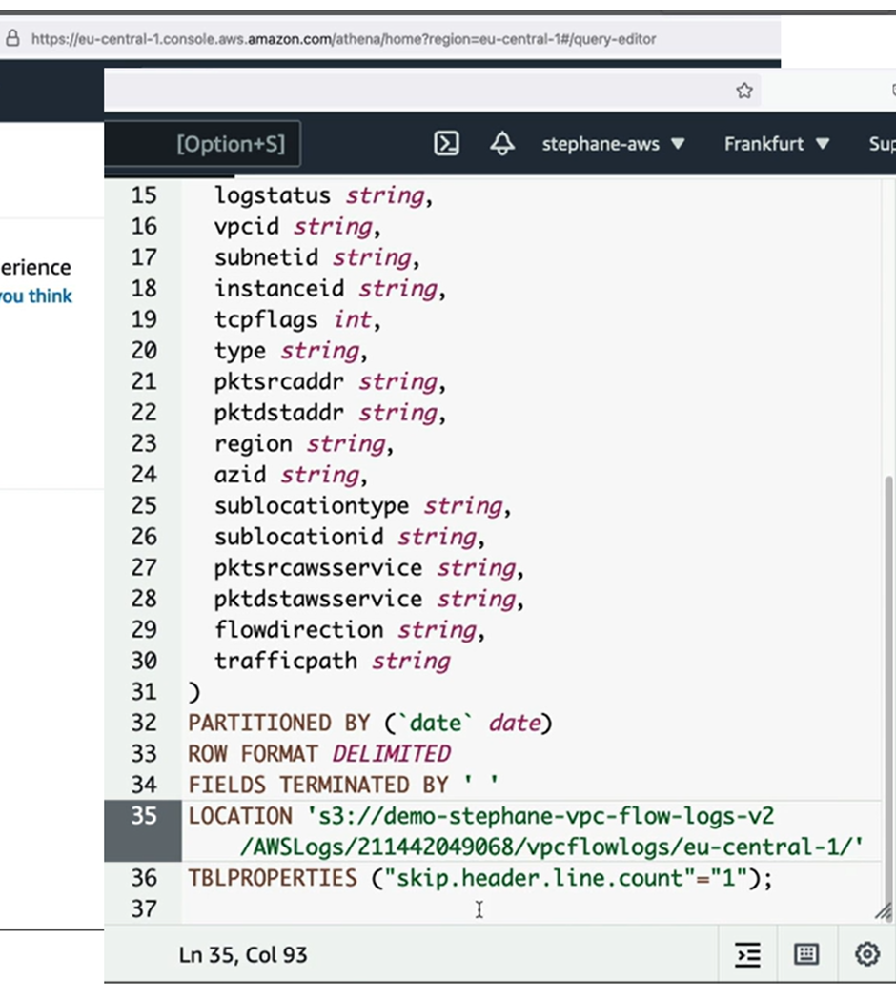 https://eu-central-1.console.aws.amazon.com/athena/home?region=eu-central-1#/query-editor
[Option+S] stephane-aws Frankfurt
erience
you think
15 logstatus string,
16 vpcid string,
17 subnetid string,
18 instanceid string,
19 tcpflags int,
20 type string,
21 pktsrcaddr string,
22 pktdstaddr string,
23 region string,
24 azid string,
25 sublocationtype string,
26 sublocationid string,
27 pktsrcawsservice string,
28 pktdstawsservice string,
29 flowdirection string,
30 trafficpath string
31 )
32 PARTITIONED BY (`date` date)
33 ROW FORMAT DELIMITED
34 FIELDS TERMINATED BY ' '
35 LOCATION 's3://demo-stephane-vpc-flow-logs-v2
/AWSLogs/211442049068/vpcflowlogs/eu-central-1/'
36 TBLPROPERTIES ("skip.header.line.count"="1");
37
Ln 35, Col 93